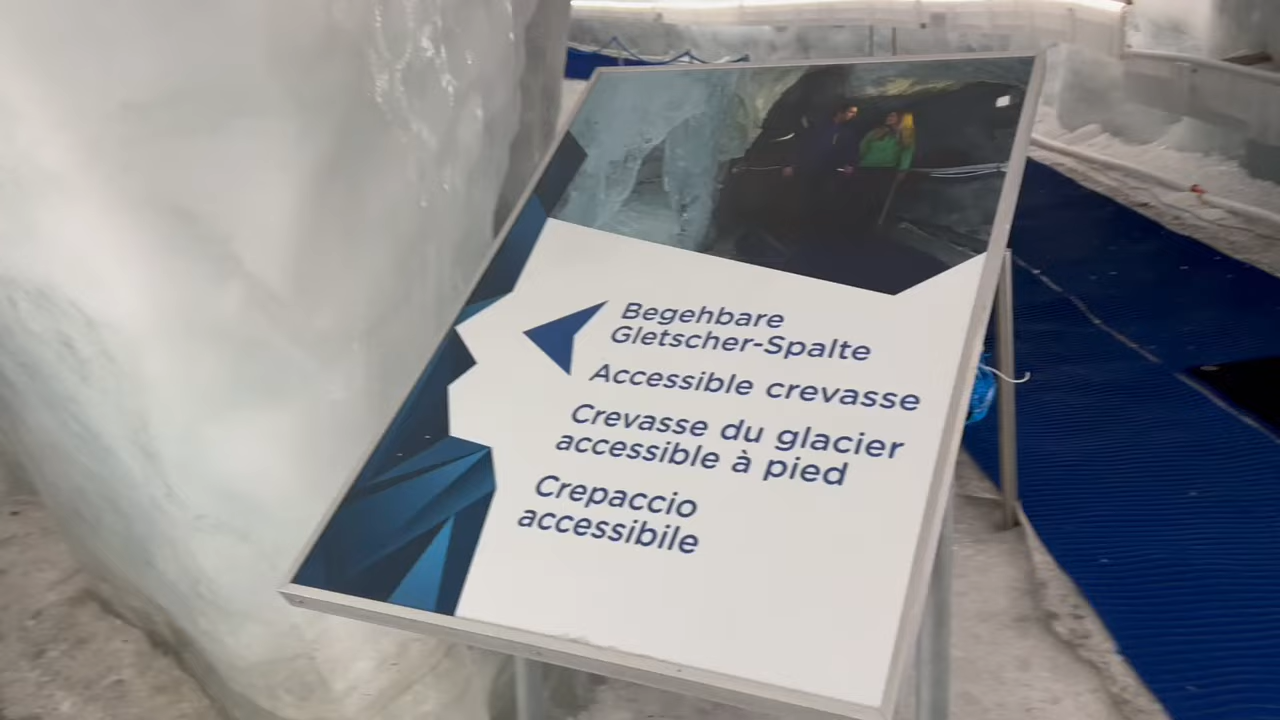 Begehbare
Gletscher-Spalte
Accessible crevasse
Crevasse du glacier
accessible à pied
Crepaccio
accessibile